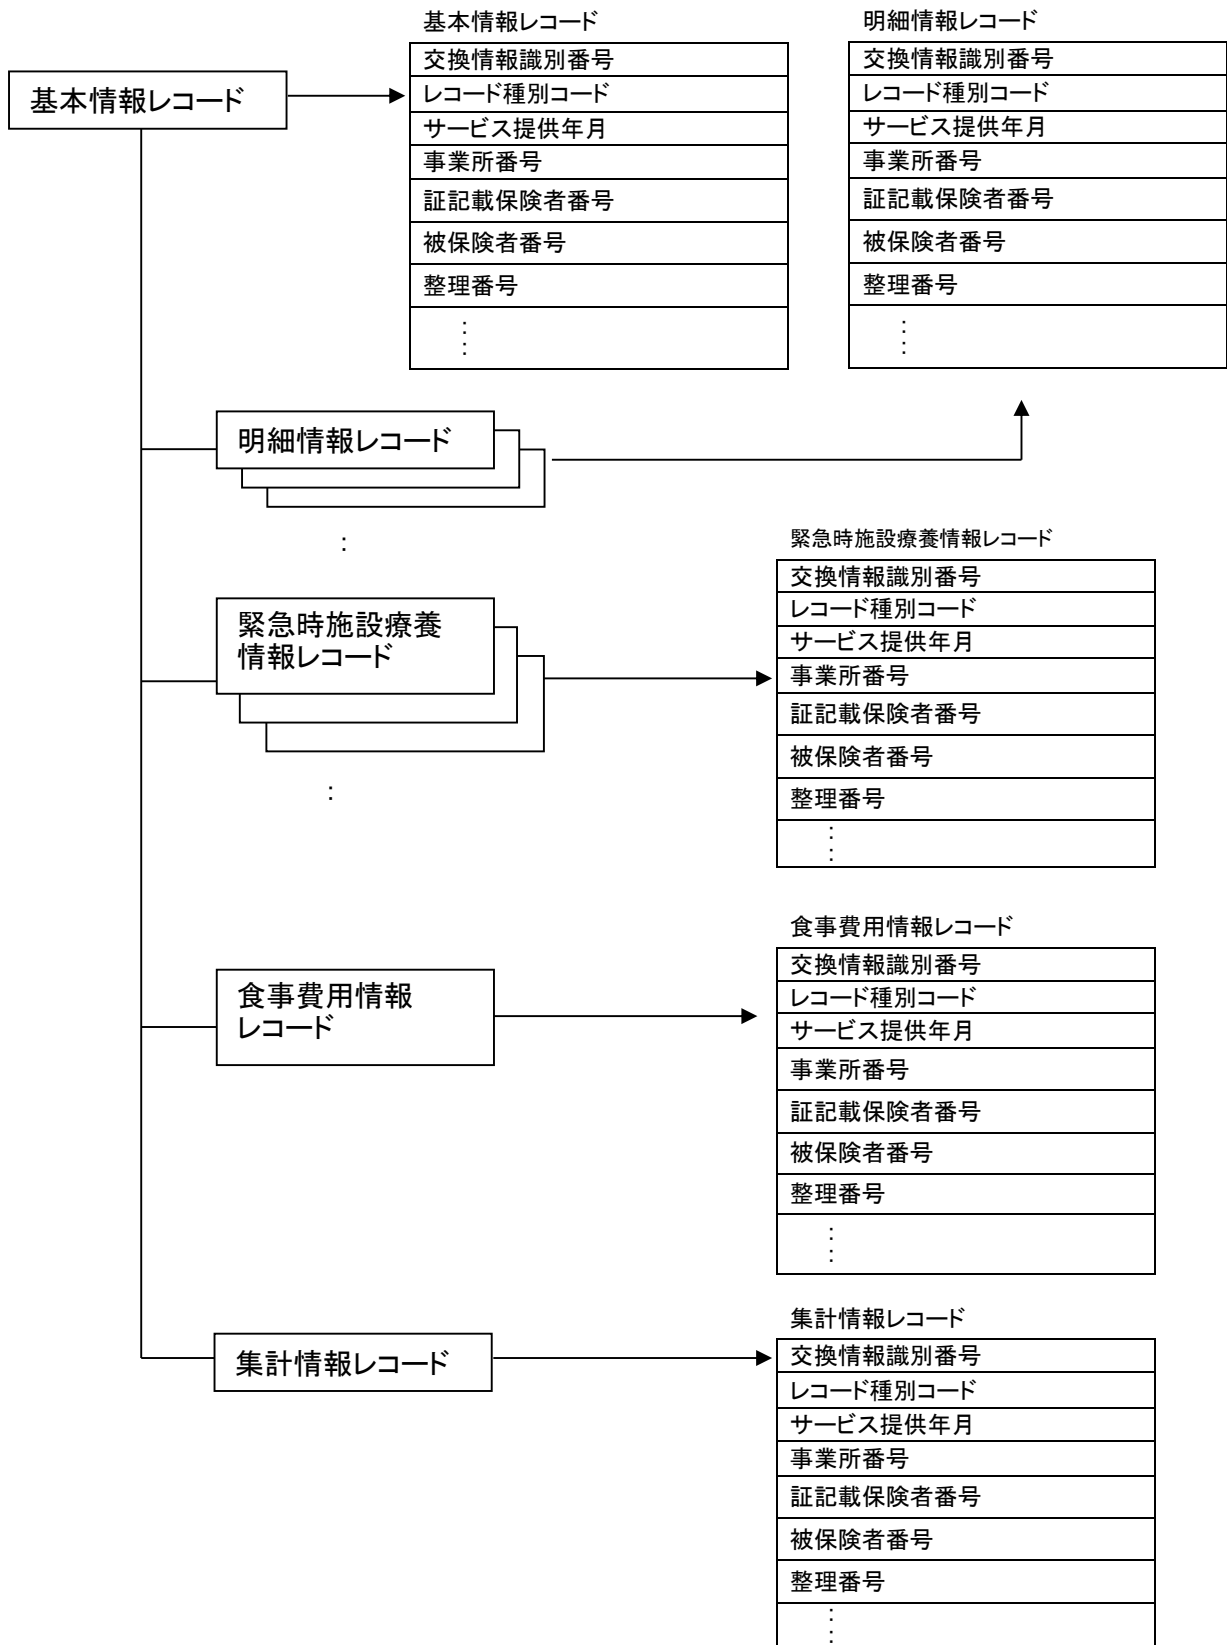 基本情報レコード
基本情報レコード
交換情報識別番号
レコード種別コード
サービス提供年月
事業所番号
証記載保険者番号
被保険者番号
整理番号
：
：
明細情報レコード
交換情報識別番号
レコード種別コード
サービス提供年月
事業所番号
証記載保険者番号
被保険者番号
整理番号
：
：
明細情報レコード
：
緊急時施設療養
情報レコード
：
緊急時施設療養情報レコード
交換情報識別番号
レコード種別コード
サービス提供年月
事業所番号
証記載保険者番号
被保険者番号
整理番号
：
：
食事費用情報
レコード
食事費用情報レコード
交換情報識別番号
レコード種別コード
サービス提供年月
事業所番号
証記載保険者番号
被保険者番号
整理番号
：
：
集計情報レコード
集計情報レコード
交換情報識別番号
レコード種別コード
サービス提供年月
事業所番号
証記載保険者番号
被保険者番号
整理番号
：
：